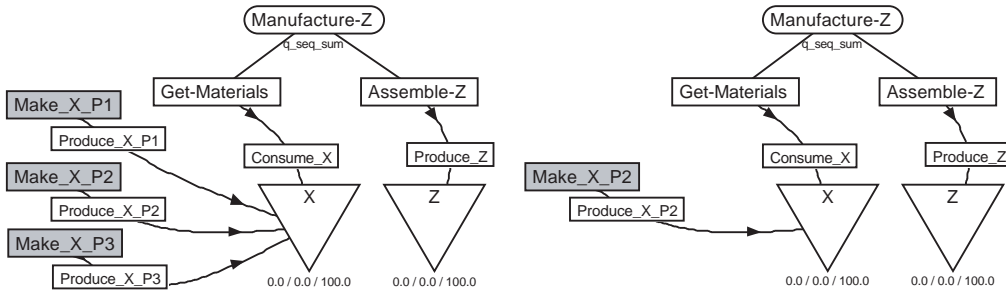 Manufacture-Z
q_seq_sum
Get-Materials
Assemble-Z
Make_X_P1
Produce_X_P1
Consume_X
Produce_Z
Make_X_P2
Produce_X_P2
X
Z
Make_X_P3
Produce_X_P3
0.0 / 0.0 / 100.0
0.0 / 0.0 / 100.0
Manufacture-Z
q_seq_sum
Get-Materials
Assemble-Z
Consume_X
Produce_Z
Make_X_P2
Produce_X_P2
X
Z
0.0 / 0.0 / 100.0
0.0 / 0.0 / 100.0